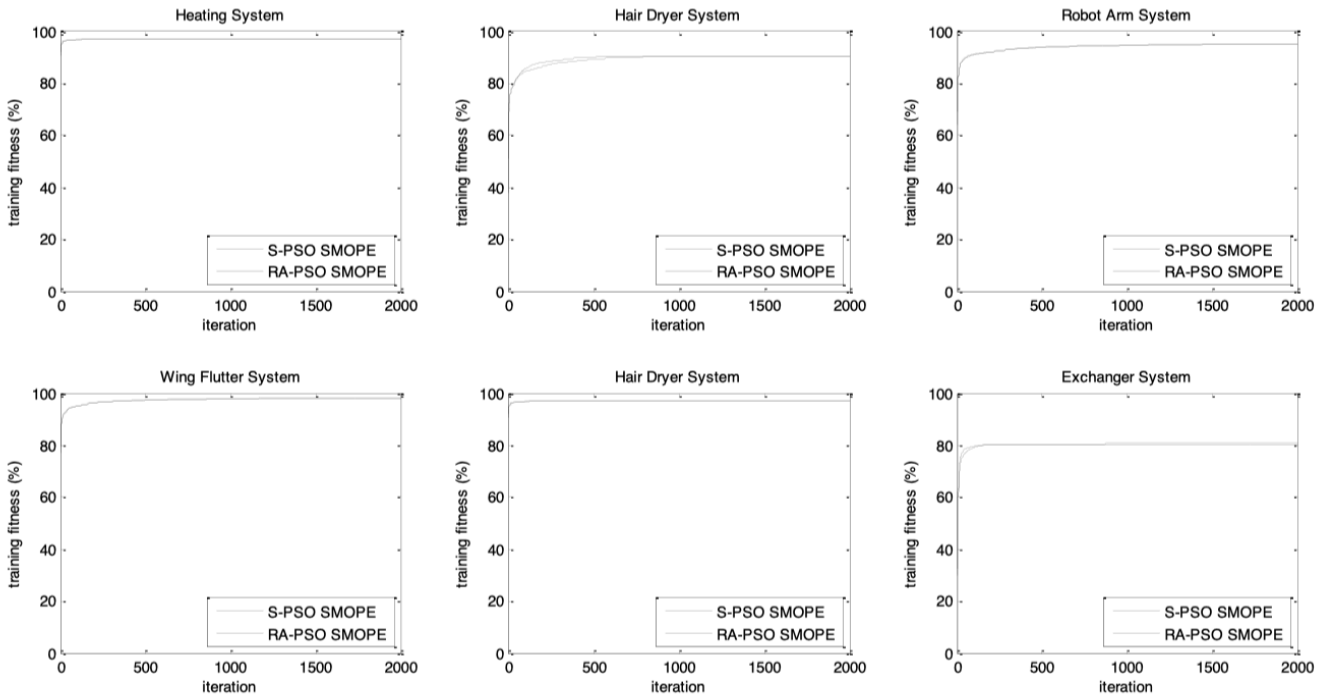 Heating System
training fitness (%)
100
80
60
40
20
0
S-PSO SMOPE
RA-PSO SMOPE
0 500 1000 1500 2000
iteration
Hair Dryer System
training fitness (%)
100
80
60
40
20
0
S-PSO SMOPE
RA-PSO SMOPE
0 500 1000 1500 2000
iteration
Robot Arm System
training fitness (%)
100
80
60
40
20
0
S-PSO SMOPE
RA-PSO SMOPE
0 500 1000 1500 2000
iteration
Wing Flutter System
training fitness (%)
100
80
60
40
20
0
S-PSO SMOPE
RA-PSO SMOPE
0 500 1000 1500 2000
iteration
Hair Dryer System
training fitness (%)
100
80
60
40
20
0
S-PSO SMOPE
RA-PSO SMOPE
0 500 1000 1500 2000
iteration
Exchanger System
training fitness (%)
100
80
60
40
20
0
S-PSO SMOPE
RA-PSO SMOPE
0 500 1000 1500 2000
iteration